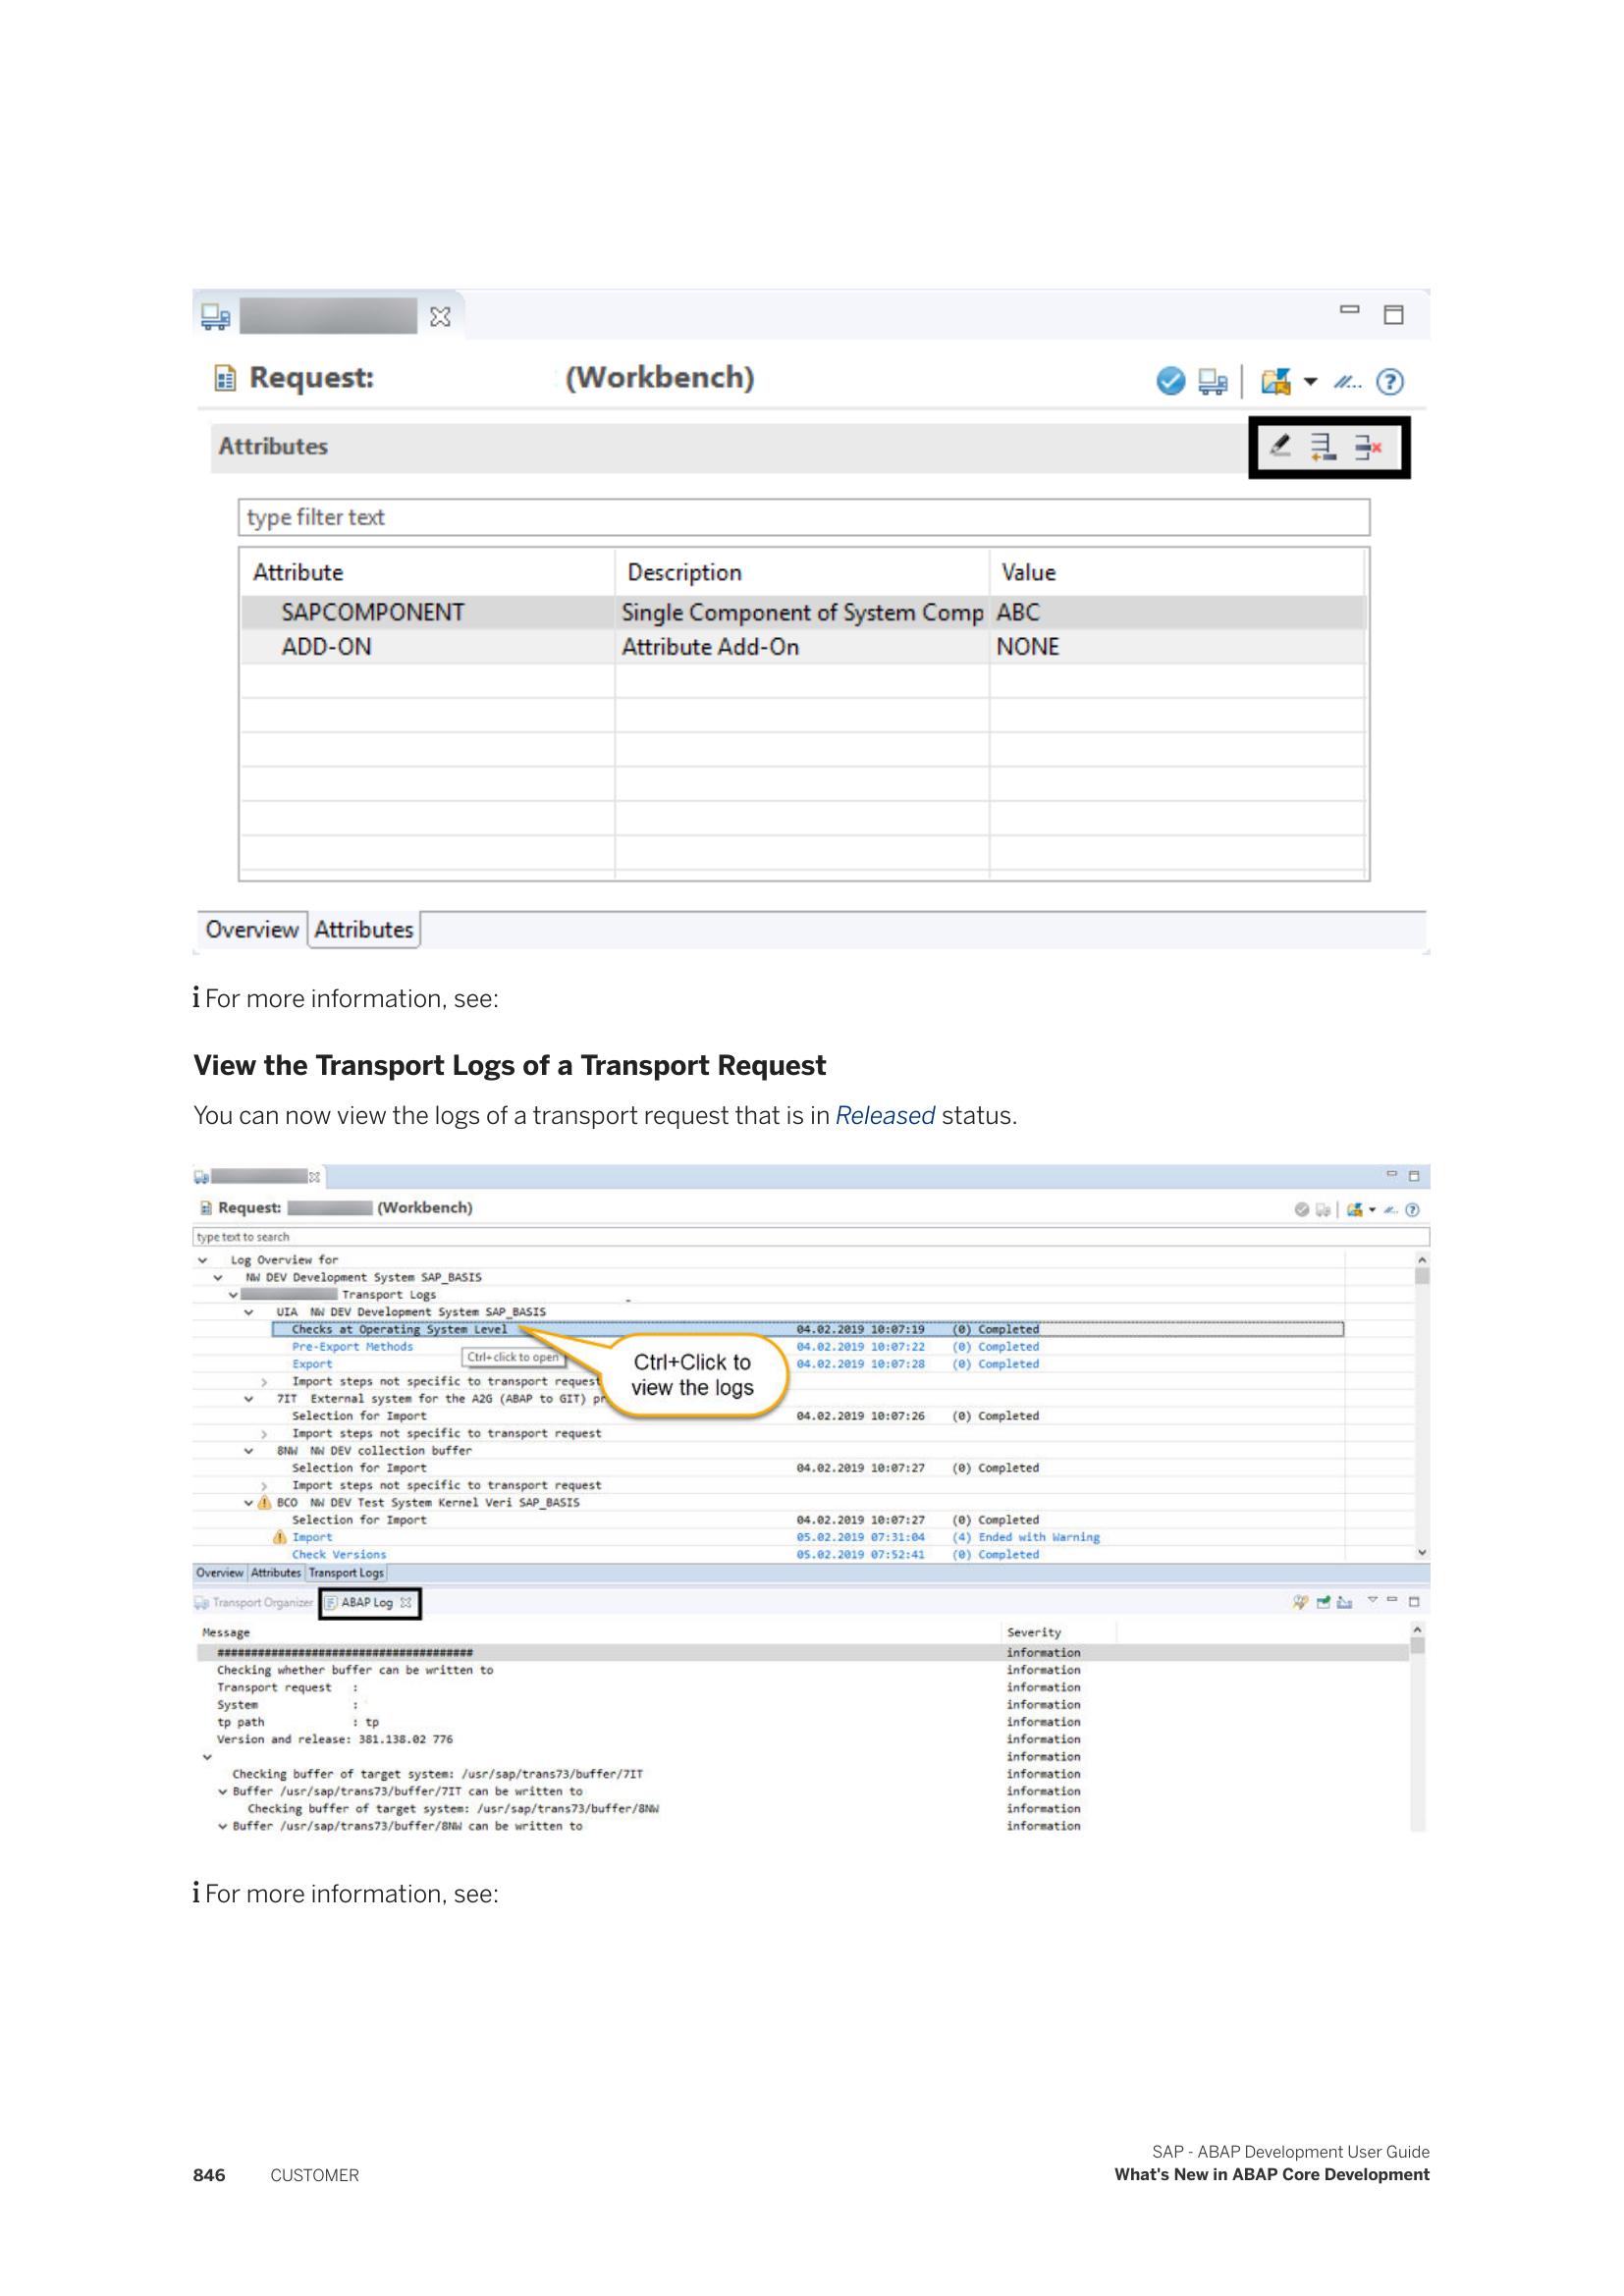 Request: (Workbench)
Attributes
type filter text
Attribute Description Value
SAPCOMPONENT Single Component of System Comp ABC
ADD-ON Attribute Add-On NONE
Overview Attributes
i For more information, see:
View the Transport Logs of a Transport Request
You can now view the logs of a transport request that is in Released status.
Request: (Workbench)
type text to search
Log Overview for
NW DEV Development System SAP_BASIS
Transport Logs
UIA NW DEV Development System SAP_BASIS
Checks at Operating System Level 04.02.2019 10:07:19 (0) Completed
Pre-Export Methods 04.02.2019 10:07:22 (0) Completed
Ctrl+click to open
Export 04.02.2019 10:07:28 (0) Completed
Ctrl+Click to
view the logs
Import steps not specific to transport request
7IT External system for the A2G (ABAP to GIT) pr
Selection for Import 04.02.2019 10:07:26 (0) Completed
Import steps not specific to transport request
8NW NW DEV collection buffer
Selection for Import 04.02.2019 10:07:27 (0) Completed
Import steps not specific to transport request
BCO NW DEV Test System Kernel Veri SAP_BASIS
Selection for Import 04.02.2019 10:07:27 (0) Completed
Import 05.02.2019 07:31:04 (4) Ended with Warning
Check Versions 05.02.2019 07:52:41 (0) Completed
Overview Attributes Transport Logs
Transport Organizer ABAP Log
Message Severity
###################################### information
Checking whether buffer can be written to information
Transport request : information
System : information
tp path : tp information
Version and release: 381.138.02 776 information
information
Checking buffer of target system: /usr/sap/trans73/buffer/7IT information
Buffer /usr/sap/trans73/buffer/7IT can be written to information
Checking buffer of target system: /usr/sap/trans73/buffer/8NW information
Buffer /usr/sap/trans73/buffer/8NW can be written to information
i For more information, see:
846 CUSTOMER
SAP - ABAP Development User Guide
What's New in ABAP Core Development